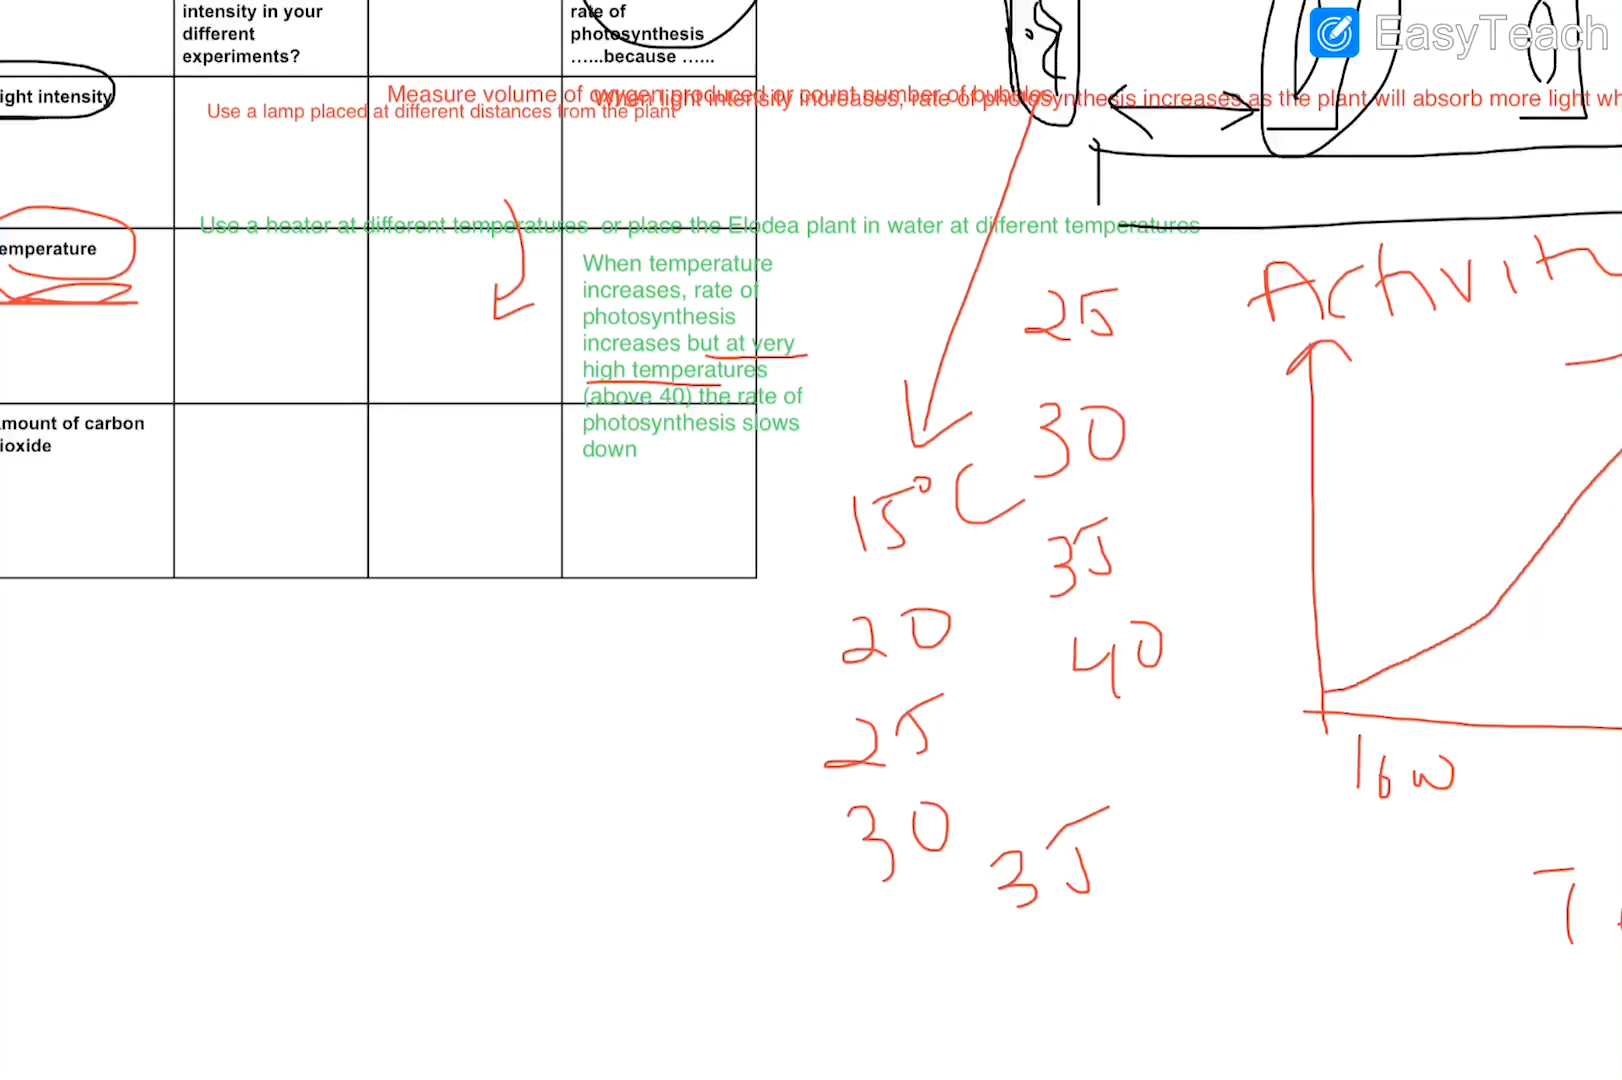 intensity in your
different
experiments?
rate of
photosynthesis
......because ......
EasyTeach
ight intensity
Measure volume of oxygen produced or count number of bubbles
When light intensity increases, rate of photosynthesis increases as the plant will absorb more light wh
Use a lamp placed at different distances from the plant
Use a heater at different temperatures or place the Elodea plant in water at different temperatures
emperature
When temperature
increases, rate of
photosynthesis
increases but at very
high temperatures
(above 40) the rate of
photosynthesis slows
down
mount of carbon
ioxide
25
30
35
40
15°C
20
25
30
35
Activit
16w
T